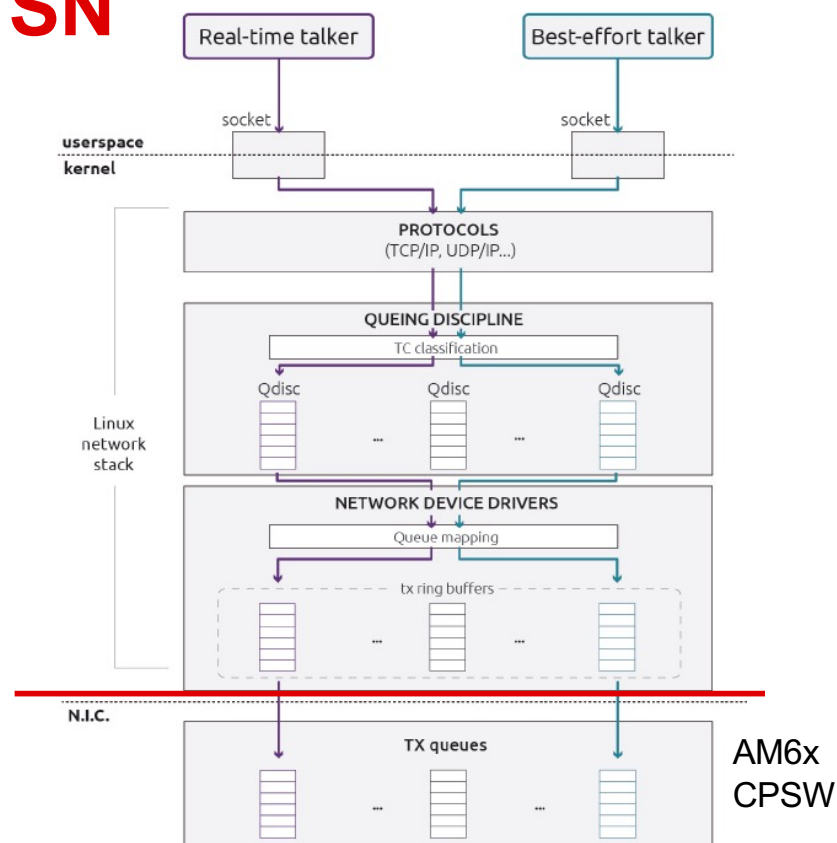 SN
Real-time talker
Best-effort talker
socket
socket
userspace
kernel
PROTOCOLS
(TCP/IP, UDP/IP...)
QUEING DISCIPLINE
TC classification
Qdisc
Qdisc
Qdisc
...
...
Linux
network
stack
NETWORK DEVICE DRIVERS
Queue mapping
tx ring buffers
...
...
N.I.C.
TX queues
AM6x
CPSW
...
...